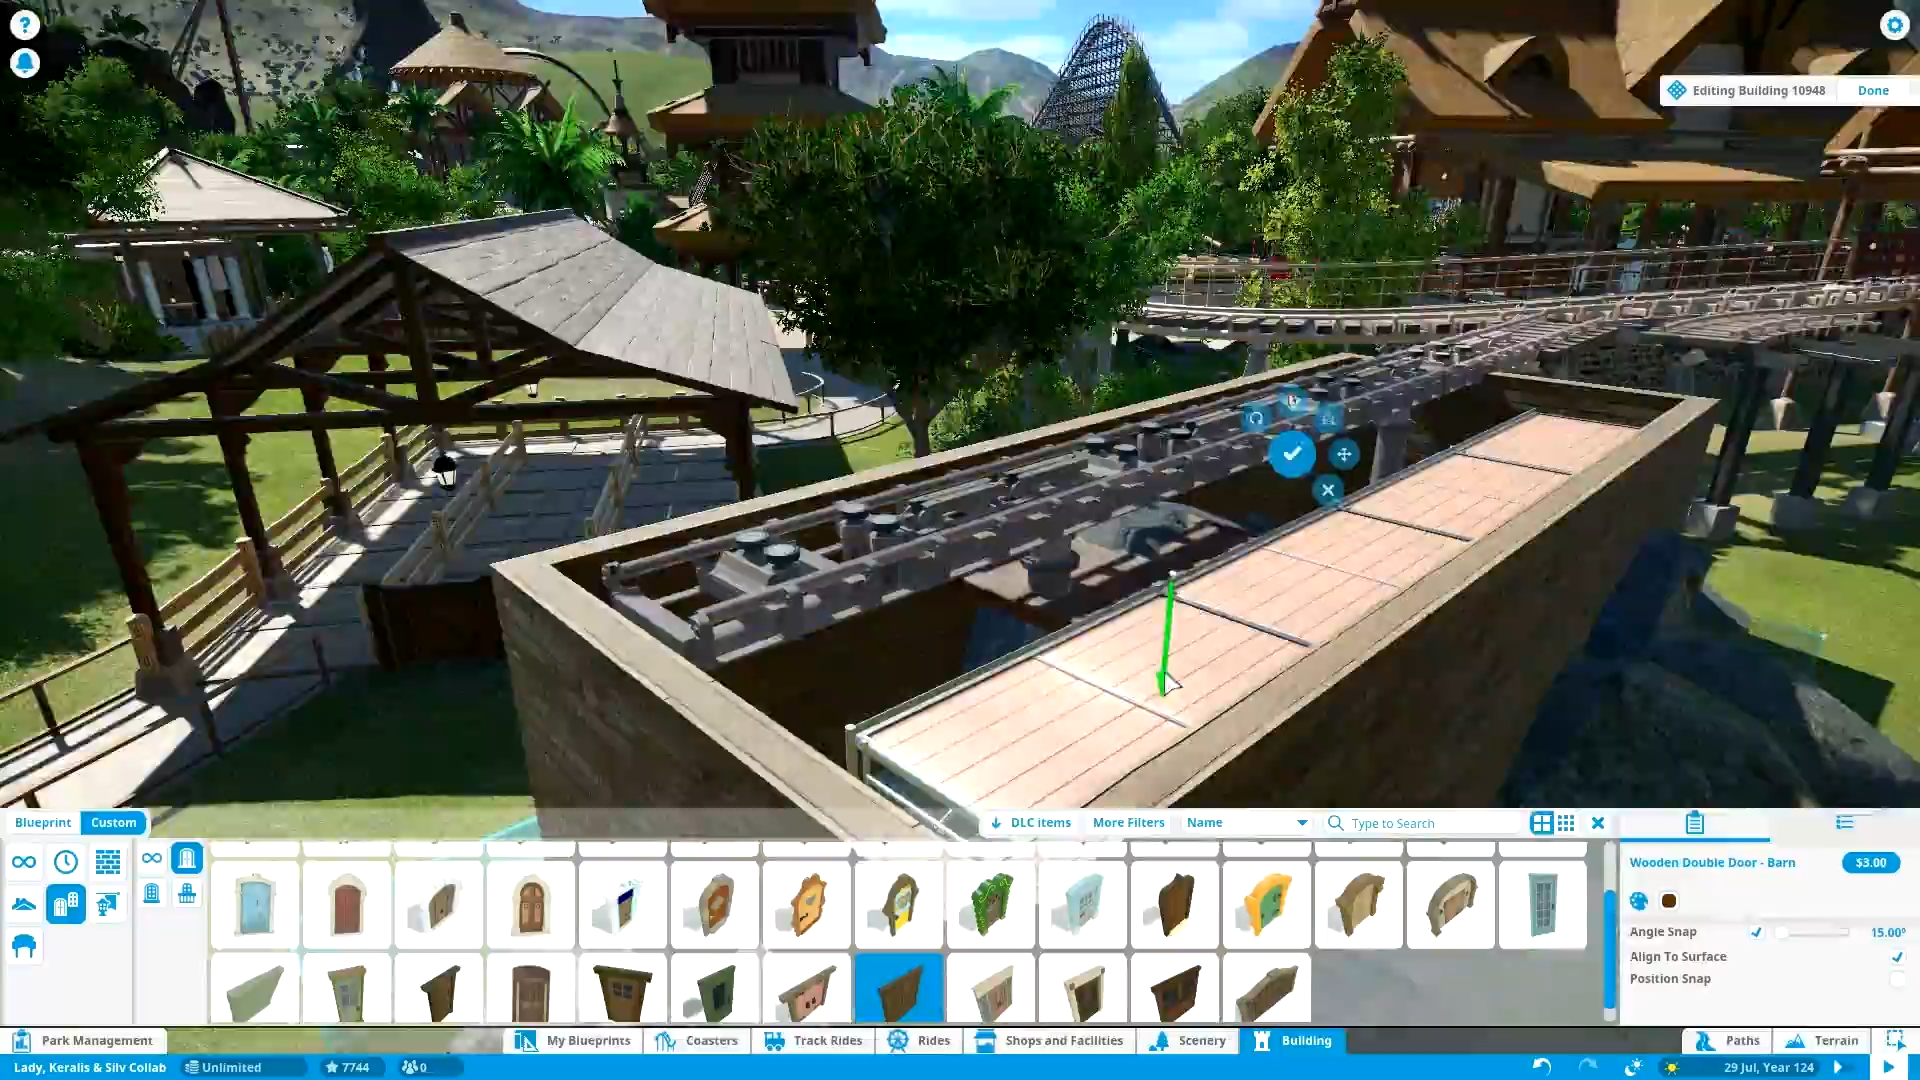 ?
Editing Building 10948 Done
Blueprint Custom
DLC items More Filters Name Type to Search
Wooden Double Door - Barn $3.00
Angle Snap 15.00°
Align To Surface
Position Snap
Park Management My Blueprints Coasters Track Rides Rides Shops and Facilities Scenery Building Paths Terrain
Lady, Keralis & Silv Collab Unlimited 7744 0 29 Jul, Year 124